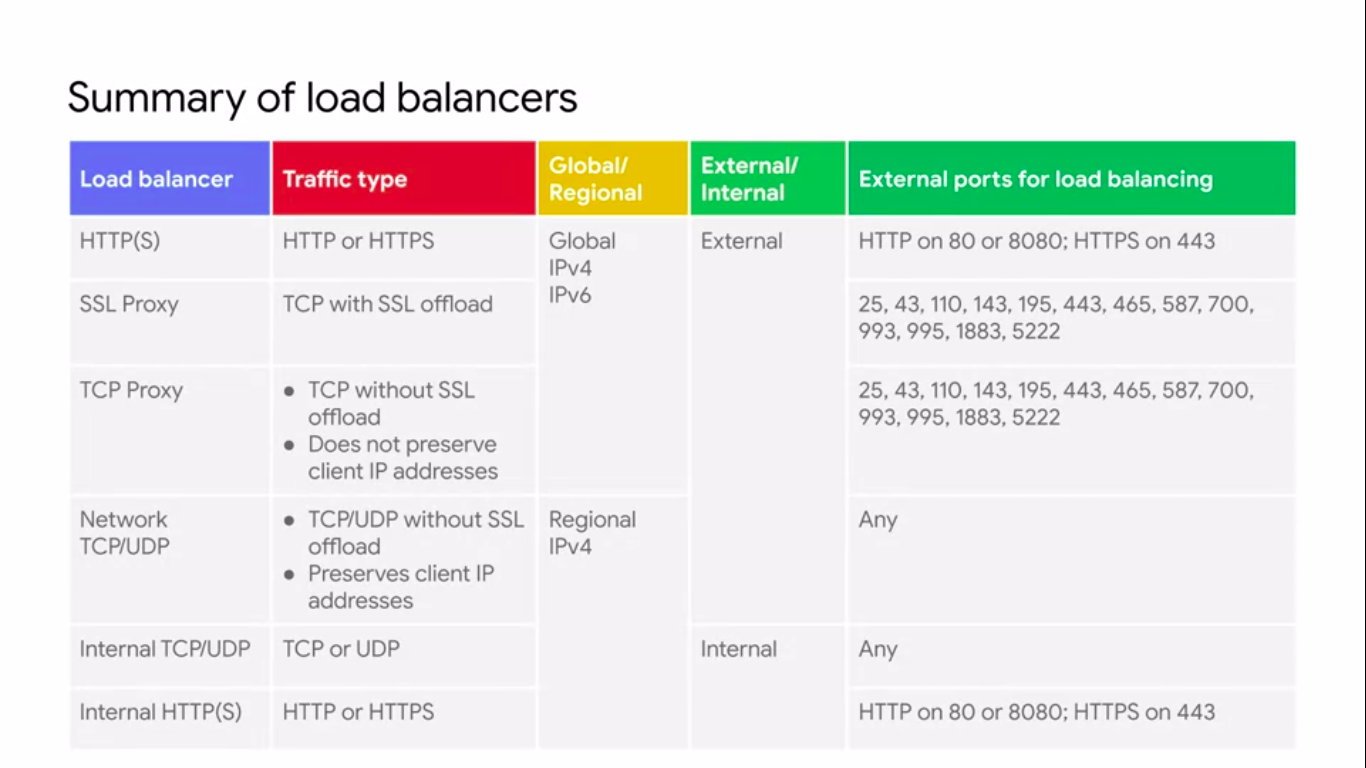 Summary of load balancers
Load balancer
Traffic type
Global/
Regional
External/
Internal
External ports for load balancing
HTTP(S)
HTTP or HTTPS
Global
IPv4
IPv6
External
HTTP on 80 or 8080; HTTPS on 443
SSL Proxy
TCP with SSL offload
25, 43, 110, 143, 195, 443, 465, 587, 700,
993, 995, 1883, 5222
TCP Proxy
● TCP without SSL
offload
● Does not preserve
client IP addresses
25, 43, 110, 143, 195, 443, 465, 587, 700,
993, 995, 1883, 5222
Network
TCP/UDP
● TCP/UDP without SSL
offload
● Preserves client IP
addresses
Regional
IPv4
Any
Internal TCP/UDP
TCP or UDP
Internal
Any
Internal HTTP(S)
HTTP or HTTPS
HTTP on 80 or 8080; HTTPS on 443